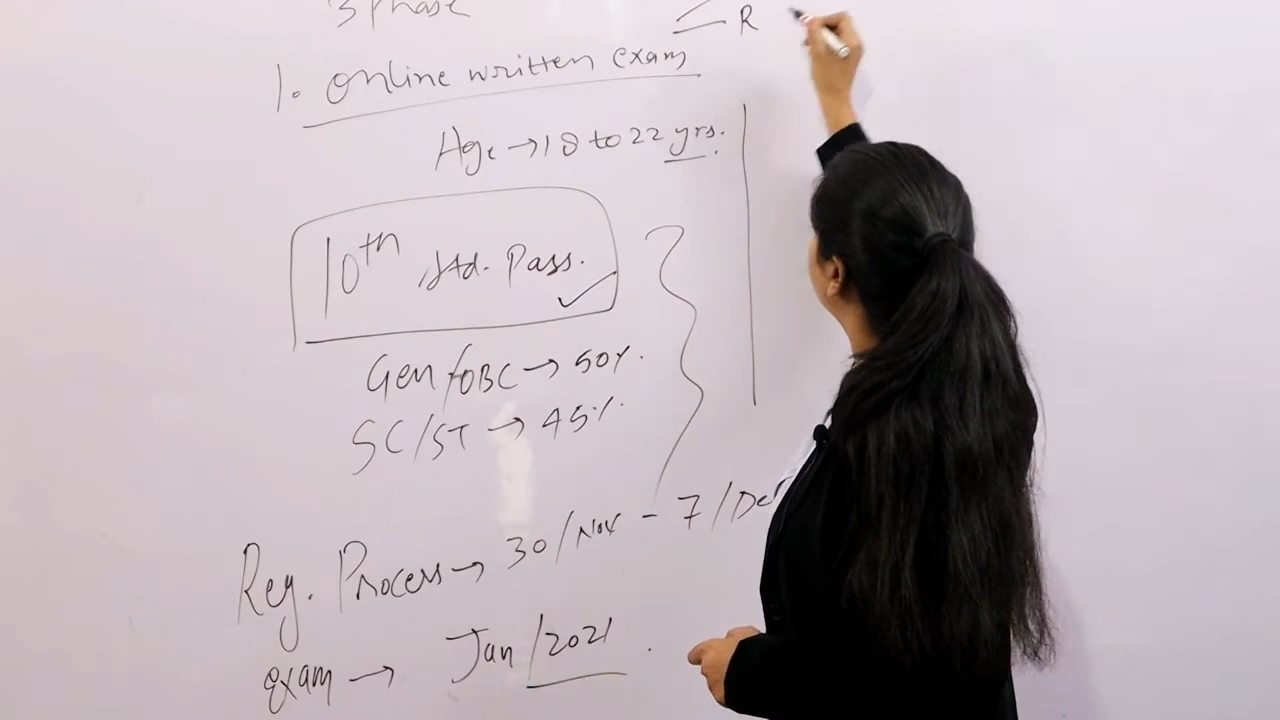 3 phase
R
1. Online written exam
Age → 18 to 22 yrs.
10th Std. Pass. ✓
Gen/OBC → 50%.
SC/ST → 45%.
Reg. Process → 30/Nov - 7/Dec
exam → Jan/2021.